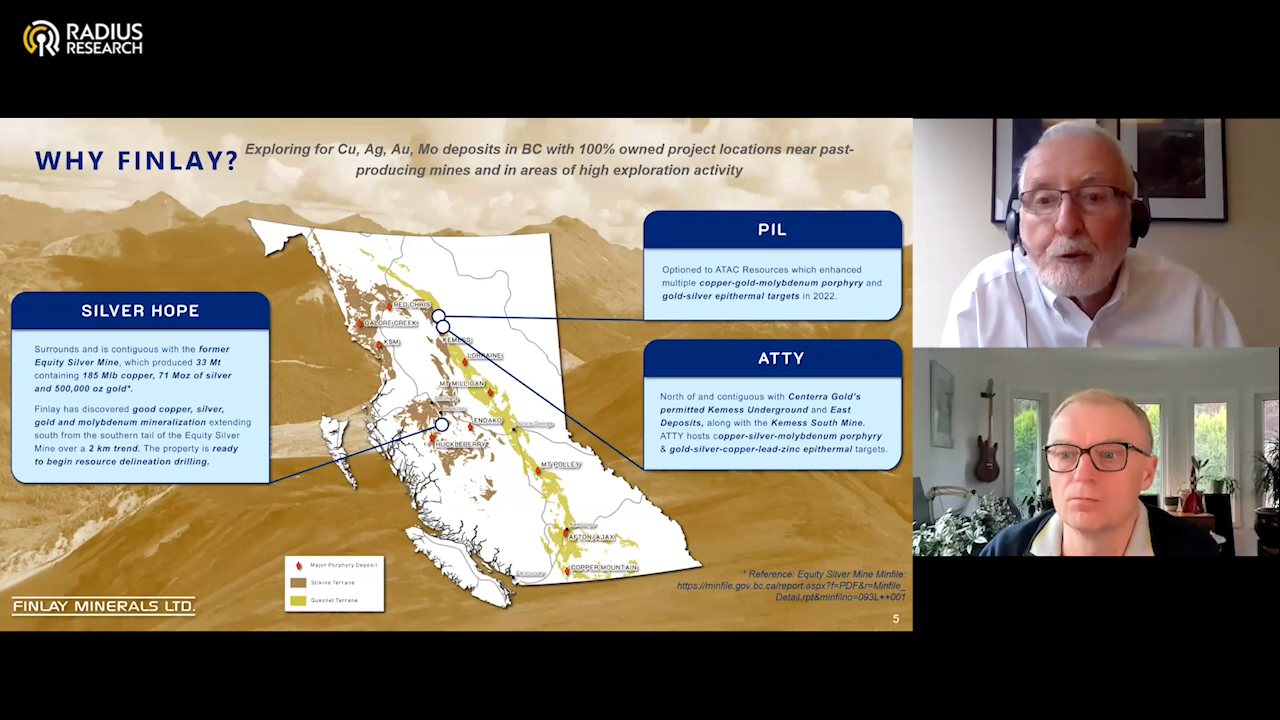 RADIUS
RESEARCH
WHY FINLAY?
Exploring for Cu, Ag, Au, Mo deposits in BC with 100% owned project locations near past-
producing mines and in areas of high exploration activity
PIL
Optioned to ATAC Resources which enhanced
multiple copper-gold-molybdenum porphyry and
gold-silver epithermal targets in 2022.
SILVER HOPE
Surrounds and is contiguous with the former
Equity Silver Mine, which produced 33 Mt
containing 185 Mlb copper, 71 Moz of silver
and 500,000 oz gold*.
Finlay has discovered good copper, silver,
gold and molybdenum mineralization extending
south from the southern tail of the Equity Silver
Mine over a 2 km trend. The property is ready
to begin resource delineation drilling.
ATTY
North of and contiguous with Centerra Gold's
permitted Kemess Underground and East
Deposits, along with the Kemess South Mine.
ATTY hosts copper-silver-molybdenum porphyry
& gold-silver-copper-lead-zinc epithermal targets.
RED CHRIS
GALORE CREEK
KSM
KEMESS
LORRAINE
MT MILLIGAN
ENDAKO
Prince George
HUCKLEBERRY
MT POLLEY
AFTON/AJAX
COPPER MOUNTAIN
Vancouver
Major Porphyry Deposit
Stikine Terrane
Quesnel Terrane
* Reference: Equity Silver Mine Minfile:
https://minfile.gov.bc.ca/report.aspx?f=PDF&r=Minfile_
Detail.rpt&minfilno=093L++001
FINLAY MINERALS LTD.
5